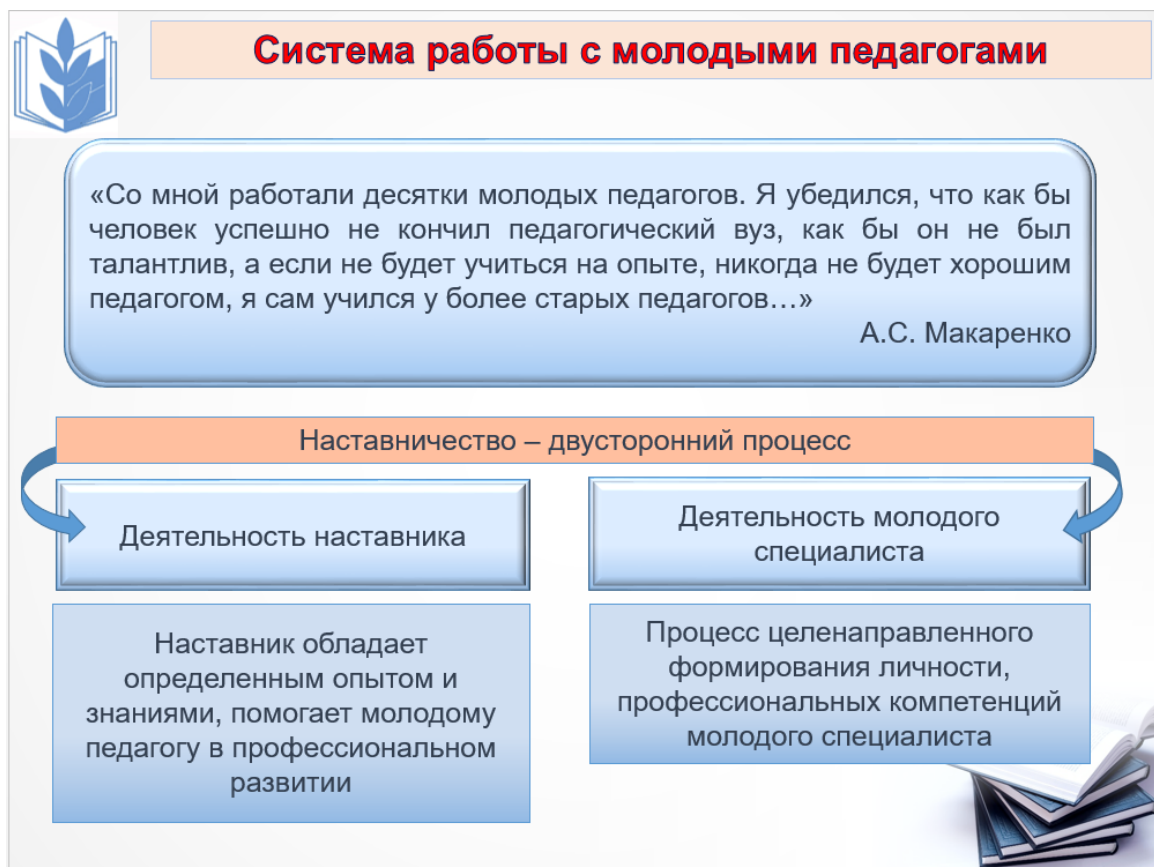 Система работы с молодыми педагогами
«Со мной работали десятки молодых педагогов. Я убедился, что как бы
человек успешно не кончил педагогический вуз, как бы он не был
талантлив, а если не будет учиться на опыте, никогда не будет хорошим
педагогом, я сам учился у более старых педагогов…»
А.С. Макаренко
Наставничество – двусторонний процесс
Деятельность наставника
Деятельность молодого
специалиста
Наставник обладает
определенным опытом и
знаниями, помогает молодому
педагогу в профессиональном
развитии
Процесс целенаправленного
формирования личности,
профессиональных компетенций
молодого специалиста